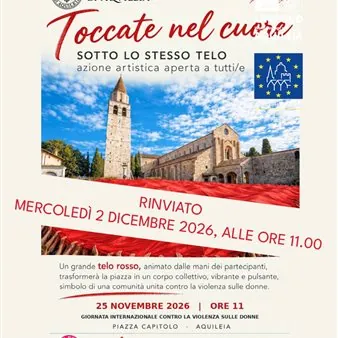 AQUILEIA
Toccate nel cuore
SOTTO LO STESSO TELO
azione artistica aperta a tutti/e
RINVIATO
MERCOLEDÌ 2 DICEMBRE 2026, ALLE ORE 11.00
Un grande telo rosso, animato dalle mani dei partecipanti,
trasformerà la piazza in un corpo collettivo, vibrante e pulsante,
simbolo di una comunità unita contro la violenza sulle donne.
25 NOVEMBRE 2026 | ORE 11
GIORNATA INTERNAZIONALE CONTRO LA VIOLENZA SULLE DONNE
PIAZZA CAPITOLO - AQUILEIA